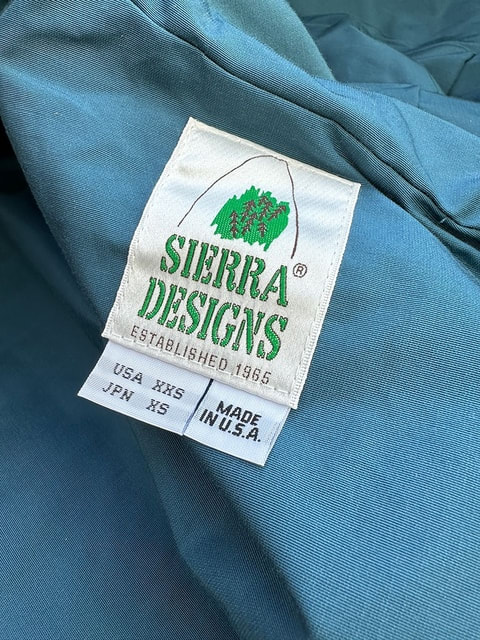 SIERRA®
DESIGNS
ESTABLISHED 1965
USA XXS
JPN XS
MADE
IN U.S.A.